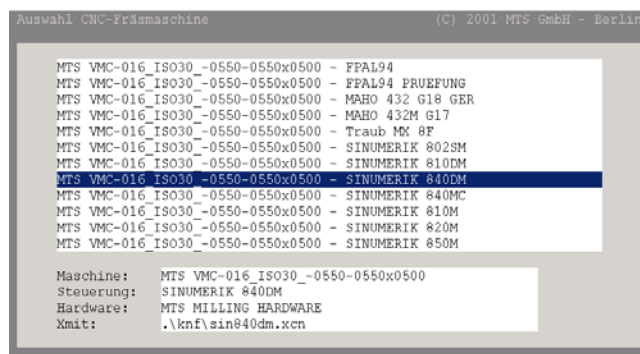 Auswahl CNC-Fräsmaschine (C) 2001 MTS GmbH - Berlin
MTS VMC-016_ISO30_-0550-0550x0500 - FPAL94
MTS VMC-016_ISO30_-0550-0550x0500 - FPAL94 PRUEFUNG
MTS VMC-016_ISO30_-0550-0550x0500 - MAHO 432 G18 GER
MTS VMC-016_ISO30_-0550-0550x0500 - MAHO 432M G17
MTS VMC-016_ISO30_-0550-0550x0500 - Traub MX 8F
MTS VMC-016_ISO30_-0550-0550x0500 - SINUMERIK 802SM
MTS VMC-016_ISO30_-0550-0550x0500 - SINUMERIK 810DM
MTS VMC-016_ISO30_-0550-0550x0500 - SINUMERIK 840DM
MTS VMC-016_ISO30_-0550-0550x0500 - SINUMERIK 840MC
MTS VMC-016_ISO30_-0550-0550x0500 - SINUMERIK 810M
MTS VMC-016_ISO30_-0550-0550x0500 - SINUMERIK 820M
MTS VMC-016_ISO30_-0550-0550x0500 - SINUMERIK 850M
Maschine: MTS VMC-016_ISO30_-0550-0550x0500
Steuerung: SINUMERIK 840DM
Hardware: MTS MILLING HARDWARE
Xmit: .\knf\sin840dm.xcn